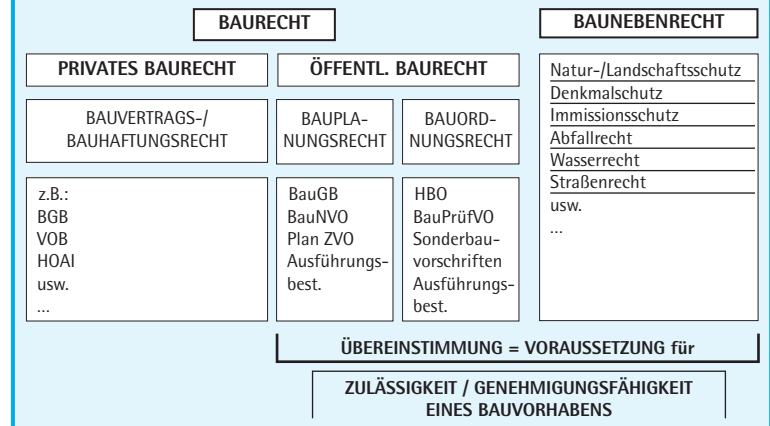 BAURECHT
BAUNEBENRECHT
PRIVATES BAURECHT
ÖFFENTL. BAURECHT
BAUVERTRAGS-/
BAUHAFTUNGSRECHT
BAUPLA-
NUNGSRECHT
BAUORD-
NUNGSRECHT
z.B.:
BGB
VOB
HOAI
usw.
...
BauGB
BauNVO
Plan ZVO
Ausführungs-
best.
HBO
BauPrüfVO
Sonderbau-
vorschriften
Ausführungs-
best.
Natur-/Landschaftsschutz
Denkmalschutz
Immissionsschutz
Abfallrecht
Wasserrecht
Straßenrecht
usw.
...
ÜBEREINSTIMMUNG = VORAUSSETZUNG für
ZULÄSSIGKEIT / GENEHMIGUNGSFÄHIGKEIT
EINES BAUVORHABENS